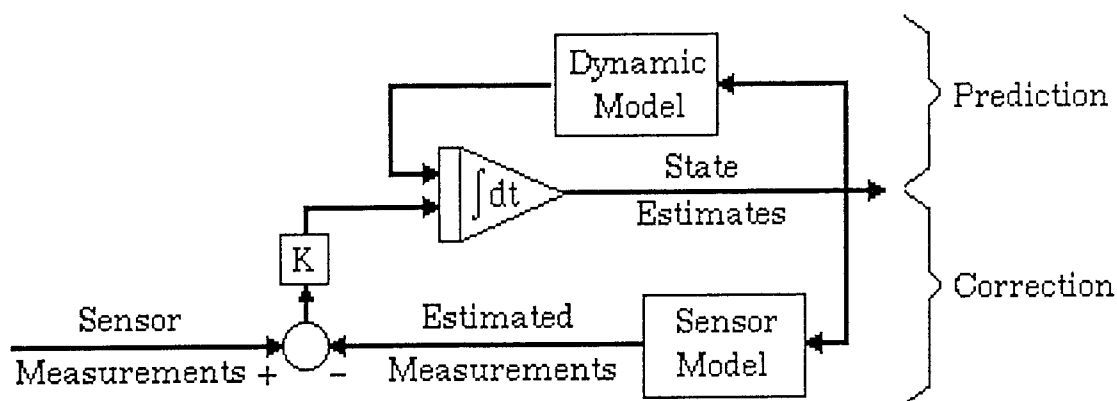 Dynamic
Model
Prediction
∫dt
State
Estimates
K
Correction
Sensor
Measurements + -
Estimated
Measurements
Sensor
Model